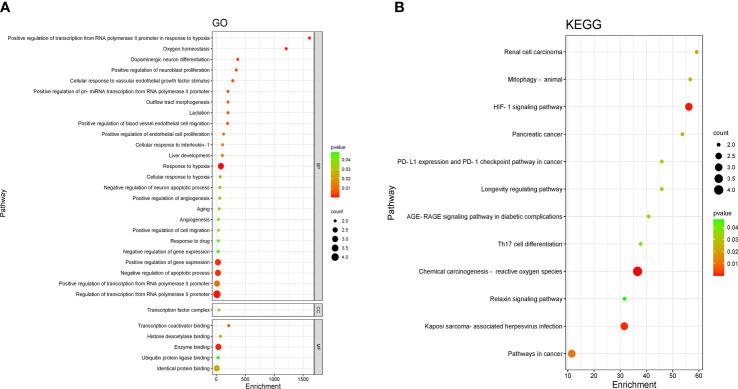 A
GO
Positive regulation of transcription from RNA polymerase II promoter in response to hypoxia
Oxygen homeostasis
Dopaminergic neuron differentiation
Positive regulation of neuroblast proliferation
Cellular response to vascular endothelial growth factor stimulus
Positive regulation of pri- miRNA transcription from RNA polymerase II promoter
Outflow tract morphogenesis
Lactation
Positive regulation of blood vessel endothelial cell migration
Positive regulation of endothelial cell proliferation
Cellular response to interleukin- 1
Liver development
Response to hypoxia
Cellular response to hypoxia
Negative regulation of neuron apoptotic process
Positive regulation of angiogenesis
Aging
Angiogenesis
Positive regulation of cell migration
Response to drug
Negative regulation of gene expression
Positive regulation of gene expression
Negative regulation of apoptotic process
Positive regulation of transcription from RNA polymerase II promoter
Regulation of transcription from RNA polymerase II promoter
Transcription factor complex
Transcription coactivator binding
Histone deacetylase binding
Enzyme binding
Ubiquitin protein ligase binding
Identical protein binding
Pathway
BP
CC
MF
0 500 1000 1500
Enrichment
pvalue
0.04
0.03
0.02
0.01
count
2.0
2.5
3.0
3.5
4.0
B
KEGG
Renal cell carcinoma
Mitophagy - animal
HIF- 1 signaling pathway
Pancreatic cancer
PD- L1 expression and PD- 1 checkpoint pathway in cancer
Longevity regulating pathway
AGE- RAGE signaling pathway in diabetic complications
Th17 cell differentiation
Chemical carcinogenesis - reactive oxygen species
Relaxin signaling pathway
Kaposi sarcoma- associated herpesvirus infection
Pathways in cancer
Pathway
10 20 30 40 50 60
Enrichment
count
2.0
2.5
3.0
3.5
4.0
pvalue
0.04
0.03
0.02
0.01